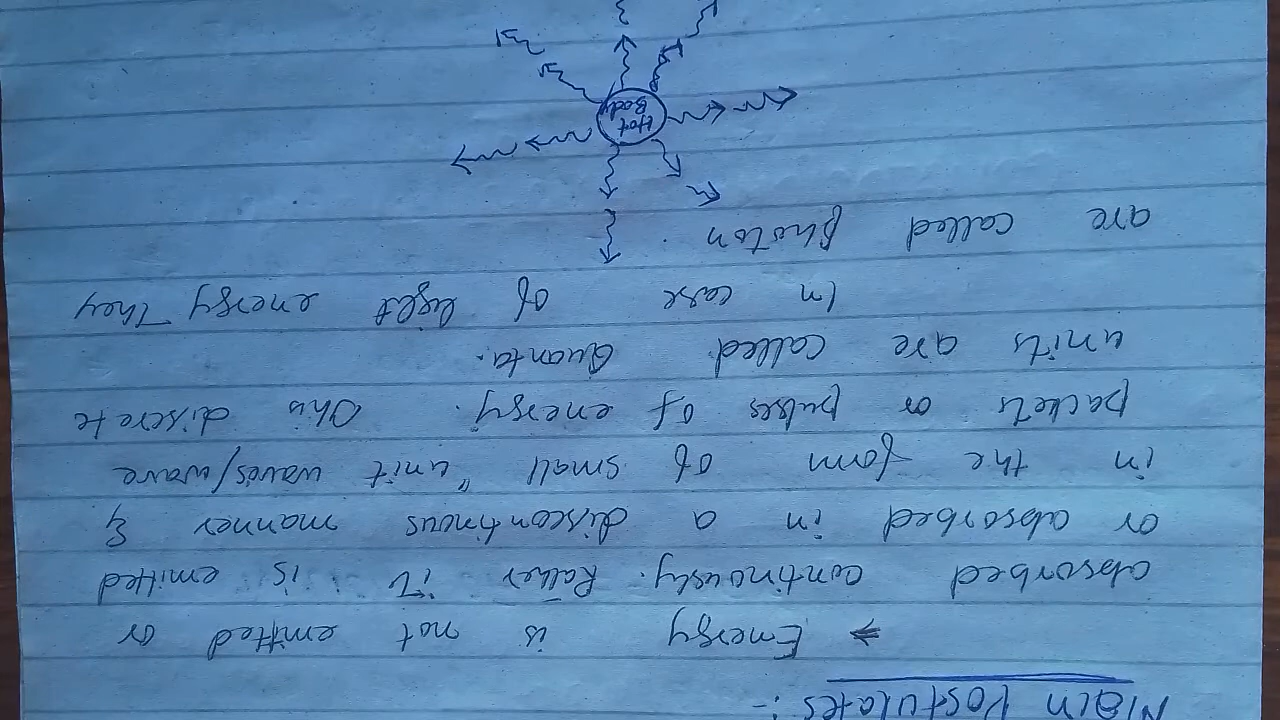 Main Postulates:-
→ Energy is not emitted or
absorbed continously. Rather it is emitted
or absorbed in a discontinous manner &
in the form of small "unit waves/wave
packets or pulses of energy. This discrete
units are called Quanta.
In case of light energy They
are called photon.
Hot
Body